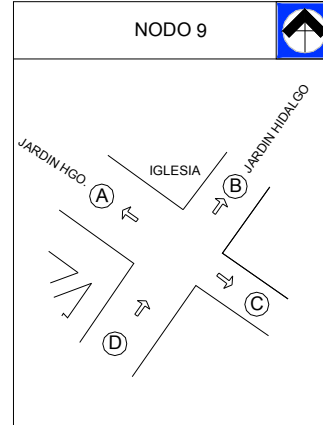 NODO 9
JARDIN HGO.
IGLESIA
JARDIN HIDALGO
A
B
C
D